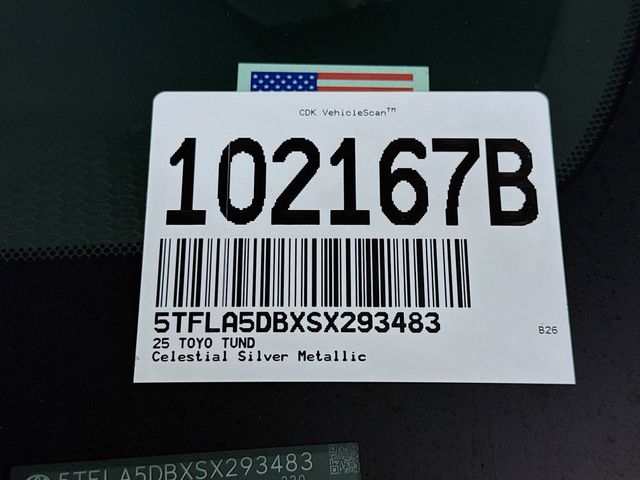 CDK VehicleScan™
102167B
5TFLA5DBXSX293483
25 TOYO TUND
B26
Celestial Silver Metallic
5TFLA5DBXSX293483